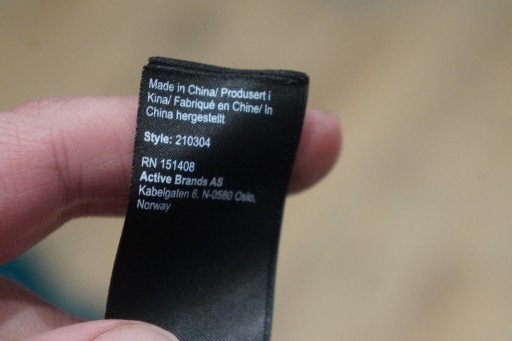 Made in China/ Produsert i
Kina/ Fabriqué en Chine/ In
China hergestellt
Style: 210304
RN 151408
Active Brands AS
Kabelgaten 6, N-0580 Oslo,
Norway